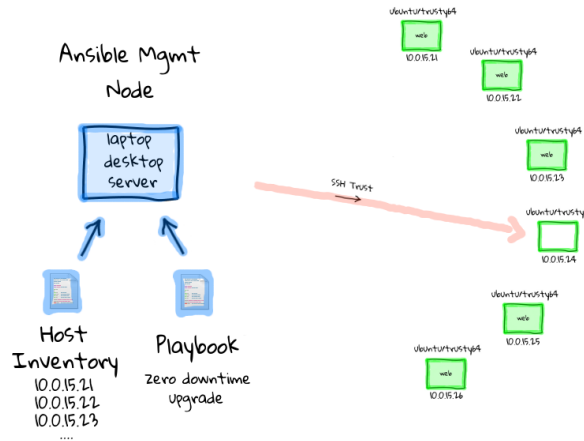 Ansible Mgmt
Node
laptop
desktop
server
Host
Inventory
10.0.15.21
10.0.15.22
10.0.15.23
....
Playbook
zero downtime
upgrade
SSH Trust
ubuntu/trusty64
web
10.0.15.21
ubuntu/trusty64
web
10.0.15.22
ubuntu/trusty64
web
10.0.15.23
ubuntu/trusty64
10.0.15.24
ubuntu/trusty64
web
10.0.15.25
ubuntu/trusty64
web
10.0.15.26